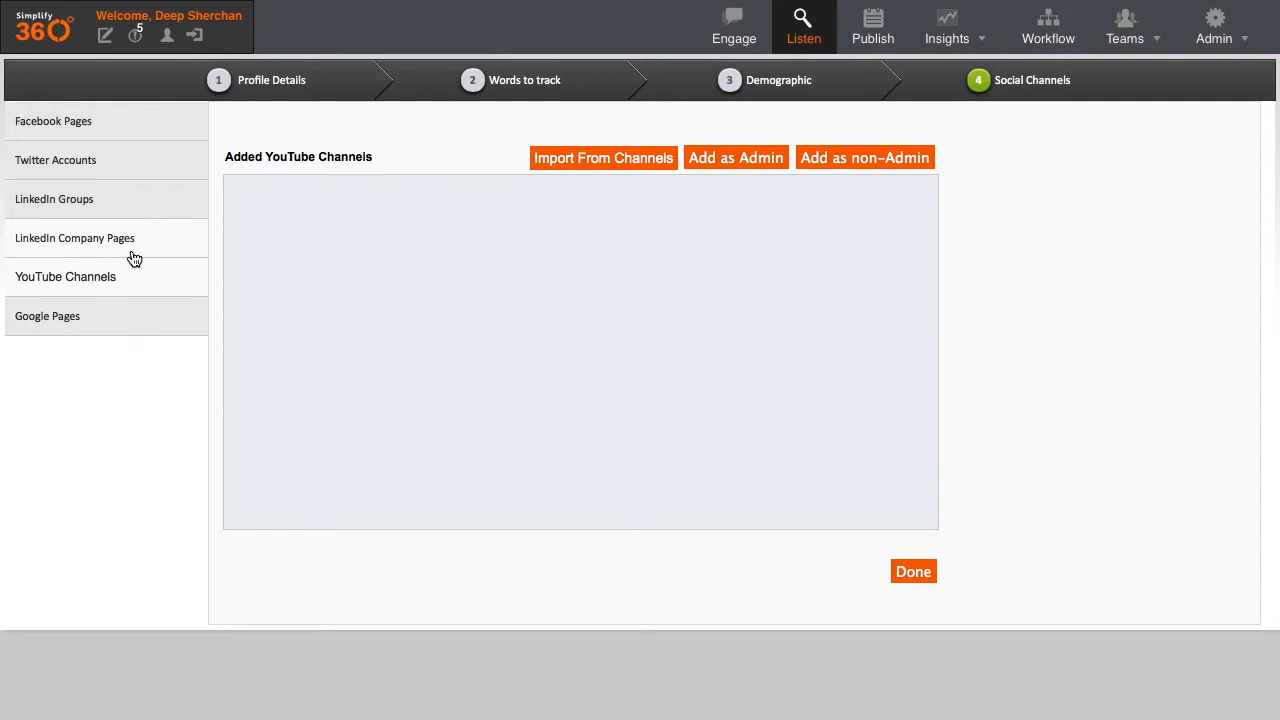 Simplify
360°
Welcome, Deep Sherchan
5
Engage
Listen
Publish
Insights
Workflow
Teams
Admin
1 Profile Details
2 Words to track
3 Demographic
4 Social Channels
Facebook Pages
Twitter Accounts
LinkedIn Groups
LinkedIn Company Pages
YouTube Channels
Google Pages
Added YouTube Channels
Import From Channels
Add as Admin
Add as non-Admin
Done